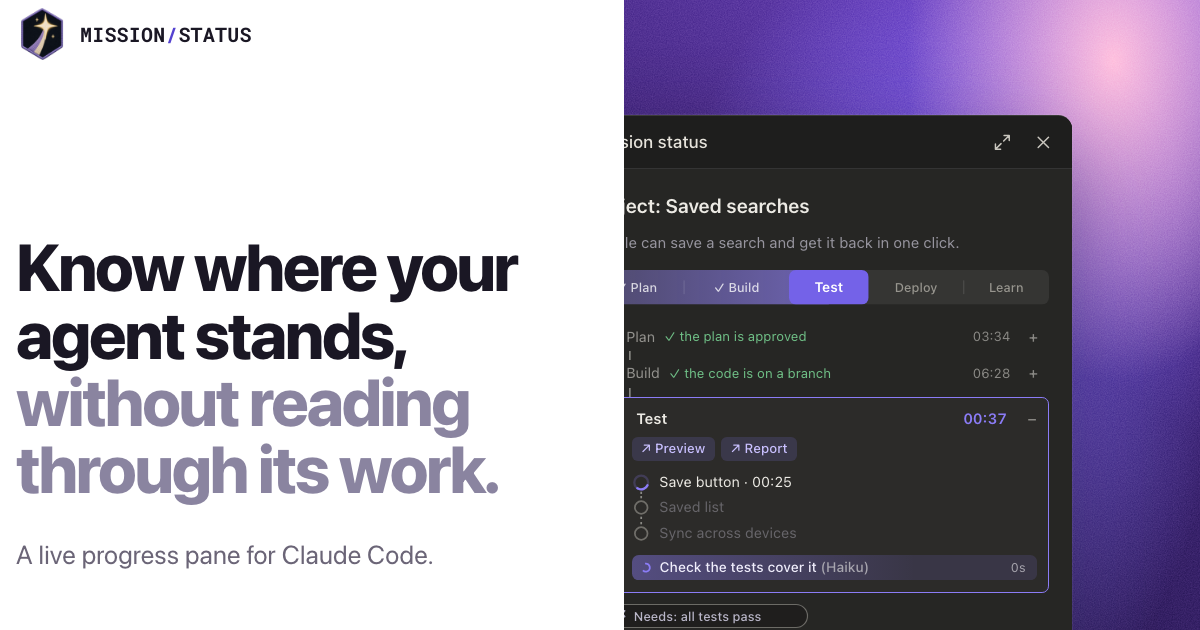 MISSION/STATUS
Know where your
agent stands,
without reading
through its work.
A live progress pane for Claude Code.
sion status
ject: Saved searches
le can save a search and get it back in one click.
✓ Plan | ✓ Build Test Deploy | Learn
Plan ✓ the plan is approved 03:34 +
Build ✓ the code is on a branch 06:28 +
Test 00:37 −
↗ Preview ↗ Report
Save button · 00:25
Saved list
Sync across devices
Check the tests cover it (Haiku) 0s
Needs: all tests pass